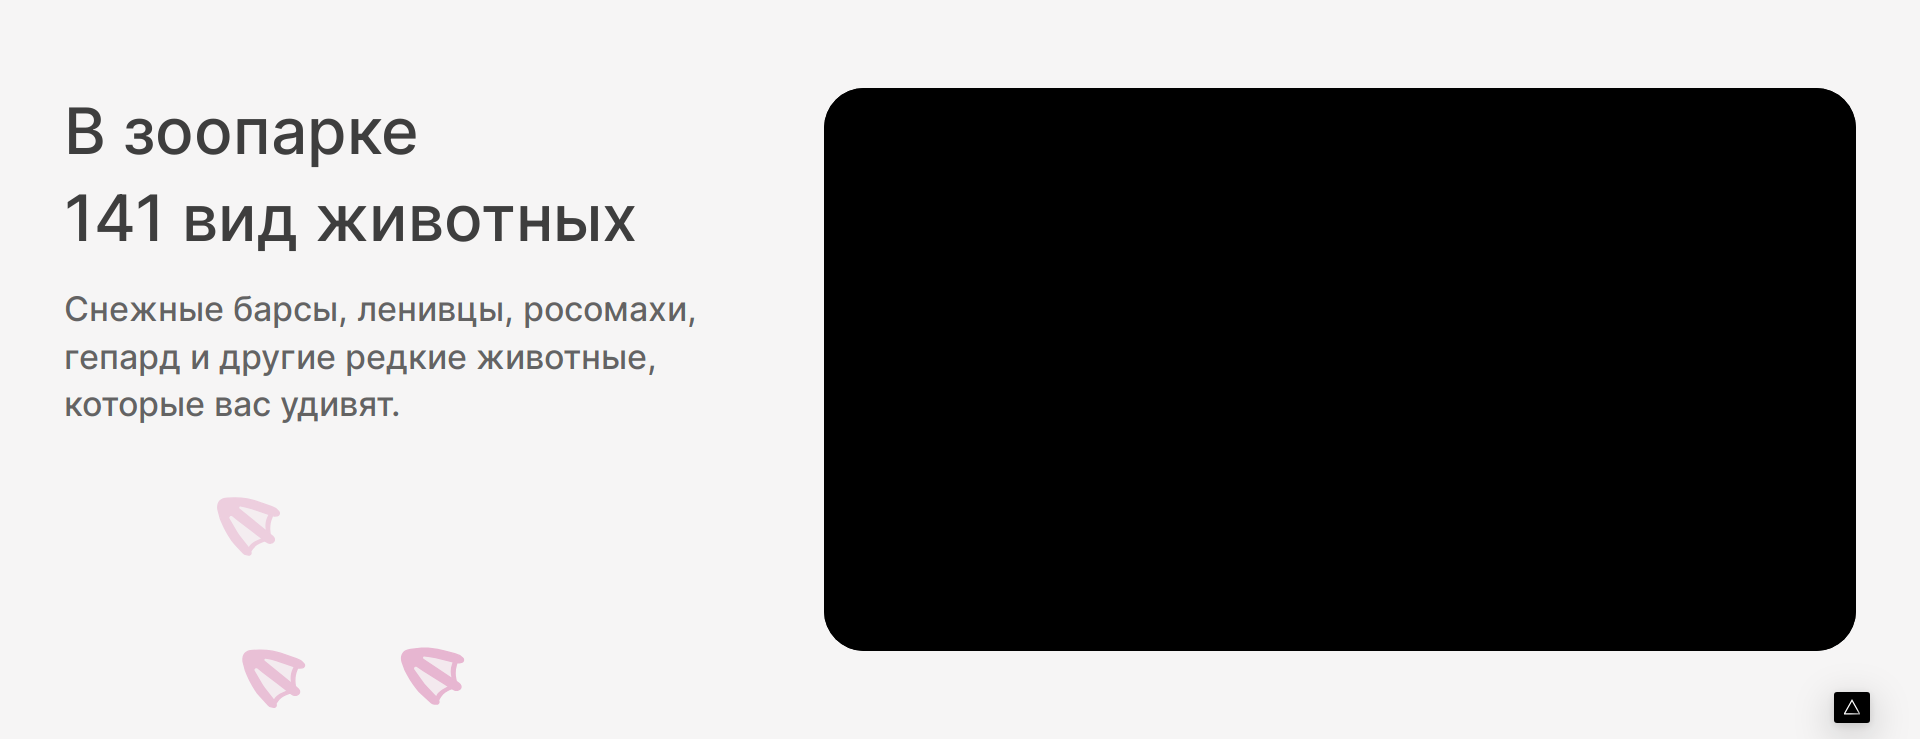 В зоопарке
141 вид животных
Снежные барсы, ленивцы, росомахи,
гепард и другие редкие животные,
которые вас удивят.